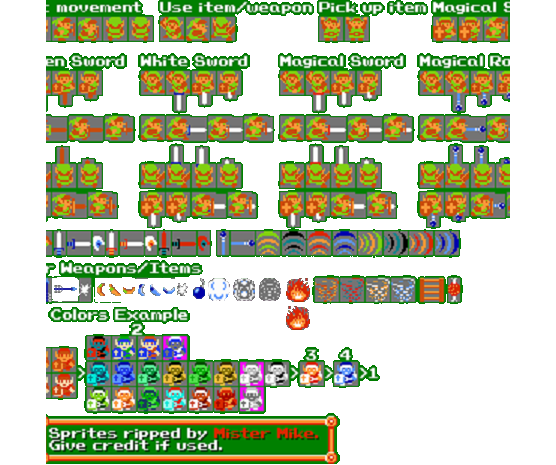 movement
Use item/weapon
Pick up item
Magical
Sword
White Sword
Magical Sword
Magical
Weapons/Items
Colors Example
2
3
4
1
Sprites ripped by Mister Mike.
Give credit if used.